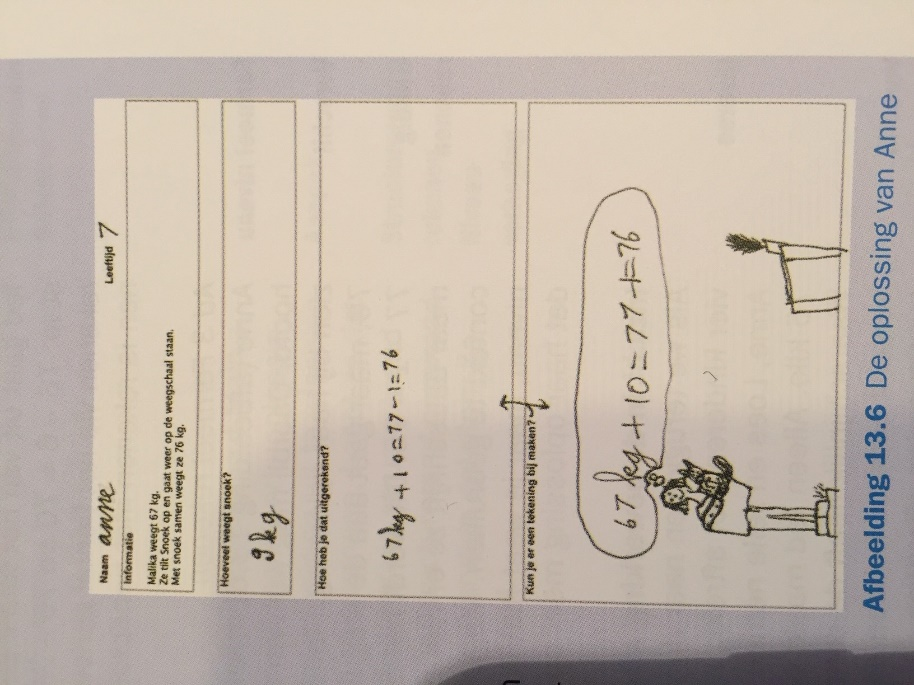 Naam anne Leeftijd 7
Informatie
Malika weegt 67 kg.
Ze tilt Snoek op en gaat weer op de weegschaal staan.
Met snoek samen weegt ze 76 kg.
Hoeveel weegt snoek?
9 kg
Hoe heb je dat uitgerekend?
67 kg + 10=77-1=76
Kun je er een tekening bij maken?
67 kg + 10=77-1=76
Afbeelding 13.6 De oplossing van Anne